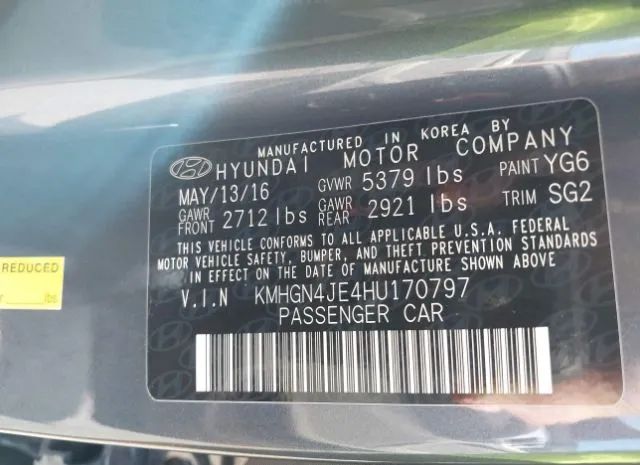 MANUFACTURED IN KOREA BY
HYUNDAI MOTOR COMPANY
MAY/13/16 GVWR 5379 lbs PAINT YG6
GAWR FRONT 2712 lbs GAWR REAR 2921 lbs TRIM SG2
THIS VEHICLE CONFORMS TO ALL APPLICABLE U.S.A. FEDERAL
MOTOR VEHICLE SAFETY, BUMPER, AND THEFT PREVENTION STANDARDS
IN EFFECT ON THE DATE OF MANUFACTURE SHOWN ABOVE.
V.I.N KMHGN4JE4HU170797
PASSENGER CAR
REDUCED
lbs